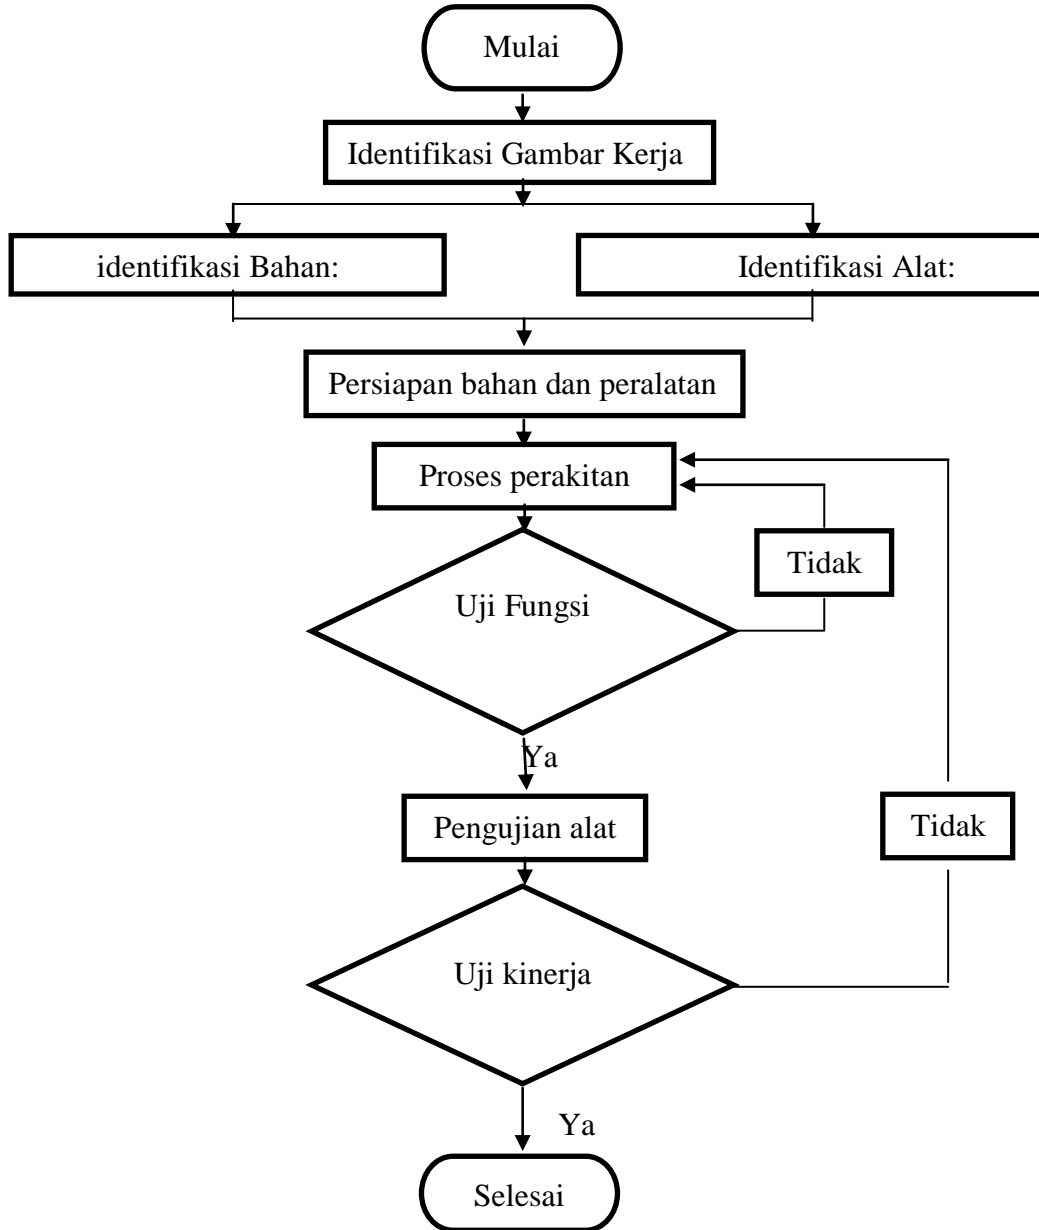 Mulai
Identifikasi Gambar Kerja
identifikasi Bahan:
Identifikasi Alat:
Persiapan bahan dan peralatan
Proses perakitan
Tidak
Uji Fungsi
Ya
Pengujian alat
Tidak
Uji kinerja
Ya
Selesai